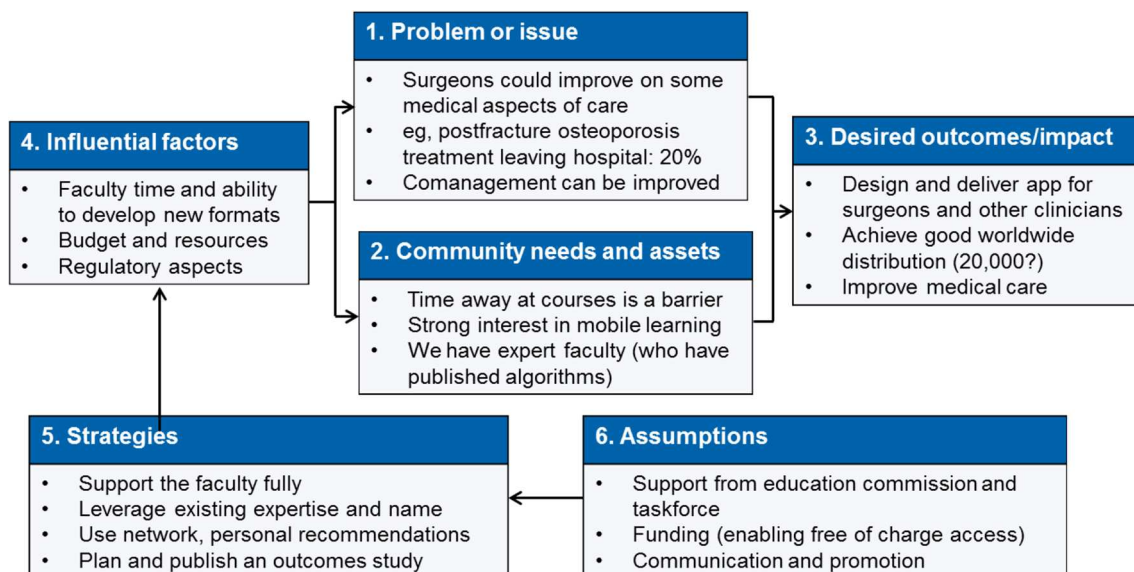 1. Problem or issue
• Surgeons could improve on some
medical aspects of care
• eg, postfracture osteoporosis
treatment leaving hospital: 20%
• Comanagement can be improved
4. Influential factors
• Faculty time and ability
to develop new formats
• Budget and resources
• Regulatory aspects
3. Desired outcomes/impact
• Design and deliver app for
surgeons and other clinicians
• Achieve good worldwide
distribution (20,000?)
• Improve medical care
2. Community needs and assets
• Time away at courses is a barrier
• Strong interest in mobile learning
• We have expert faculty (who have
published algorithms)
5. Strategies
• Support the faculty fully
• Leverage existing expertise and name
• Use network, personal recommendations
• Plan and publish an outcomes study
6. Assumptions
• Support from education commission and
taskforce
• Funding (enabling free of charge access)
• Communication and promotion